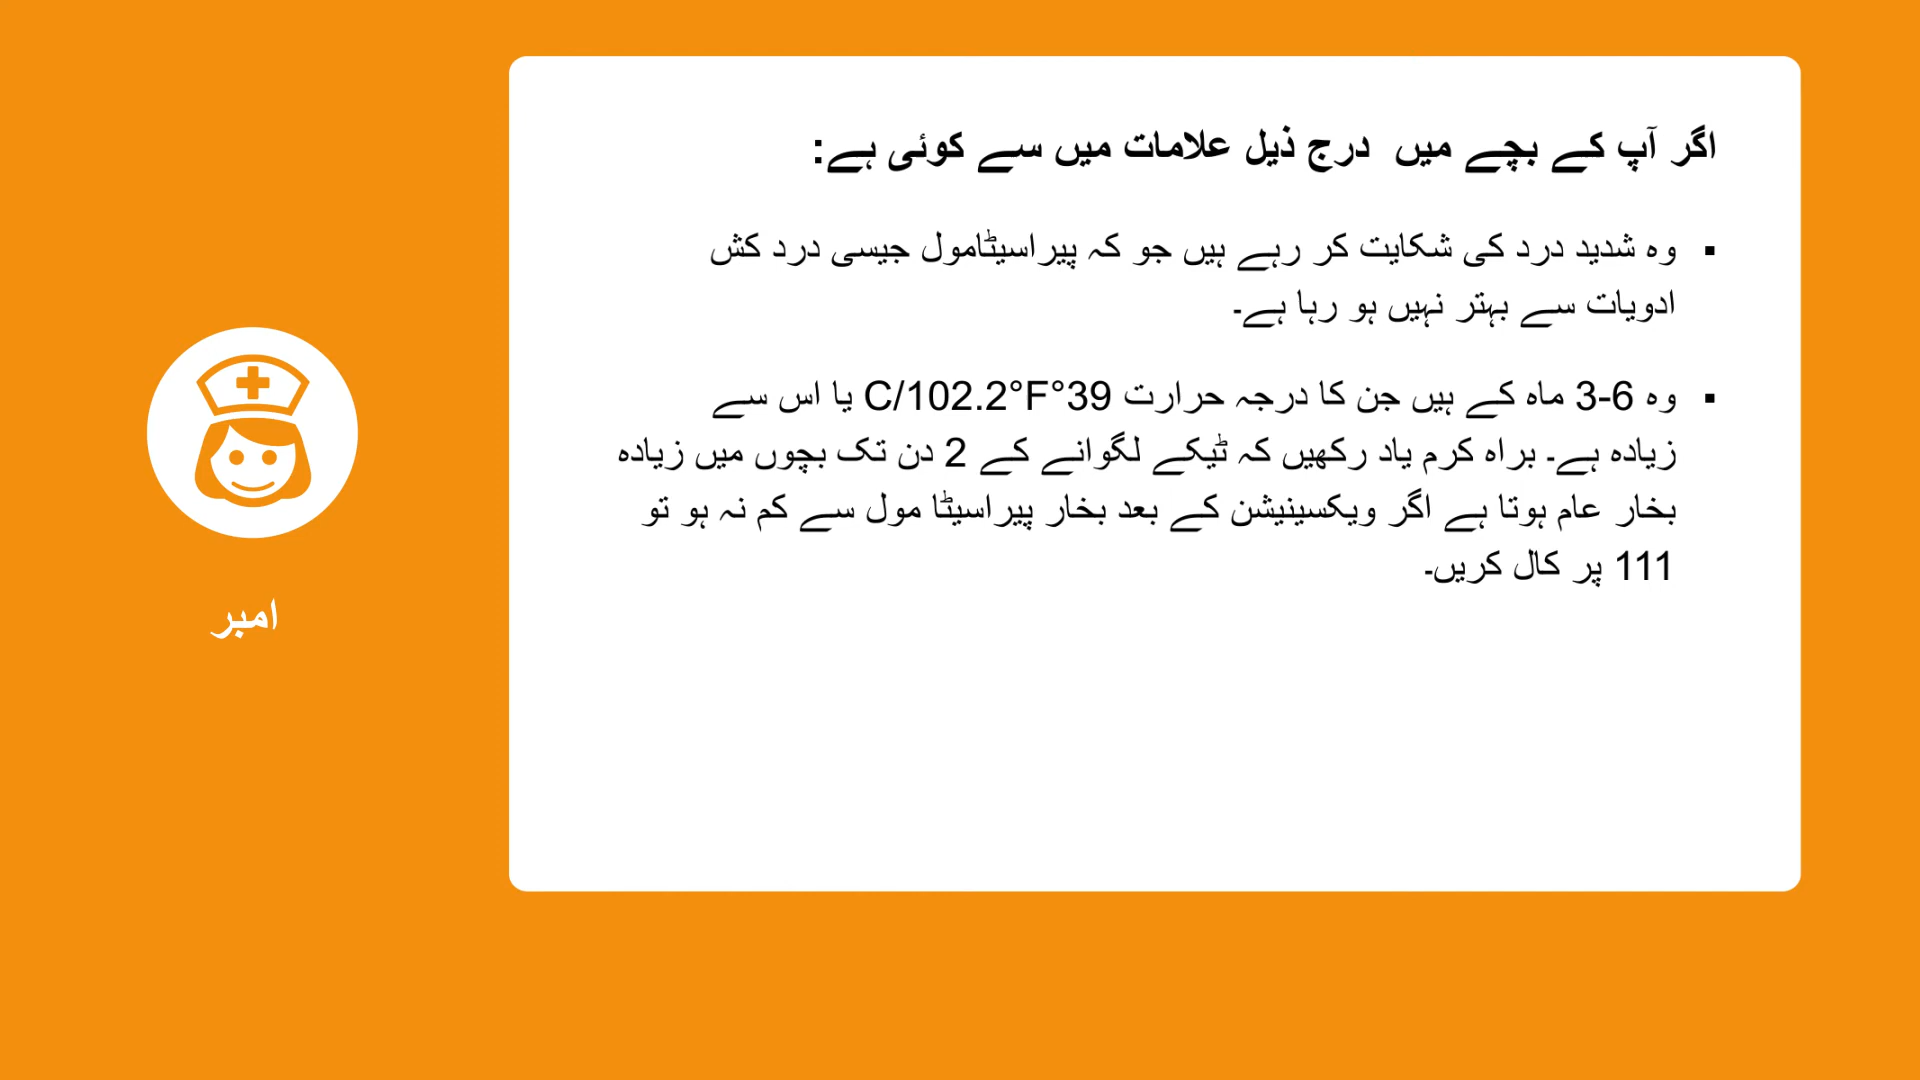 اگر آپ کے بچے میں درج ذیل علامات میں سے کوئی ہے:
▪ وہ شدید درد کی شکایت کر رہے ہیں جو کہ پیراسیٹامول جیسی درد کش
ادویات سے بہتر نہیں ہو رہا ہے۔
▪ وہ 6-3 ماہ کے ہیں جن کا درجہ حرارت 39°C/102.2°F یا اس سے
زیادہ ہے۔ براہ کرم یاد رکھیں کہ ٹیکے لگوانے کے 2 دن تک بچوں میں زیادہ
بخار عام ہوتا ہے اگر ویکسینیشن کے بعد بخار پیراسیٹا مول سے کم نہ ہو تو
111 پر کال کریں۔
امبر